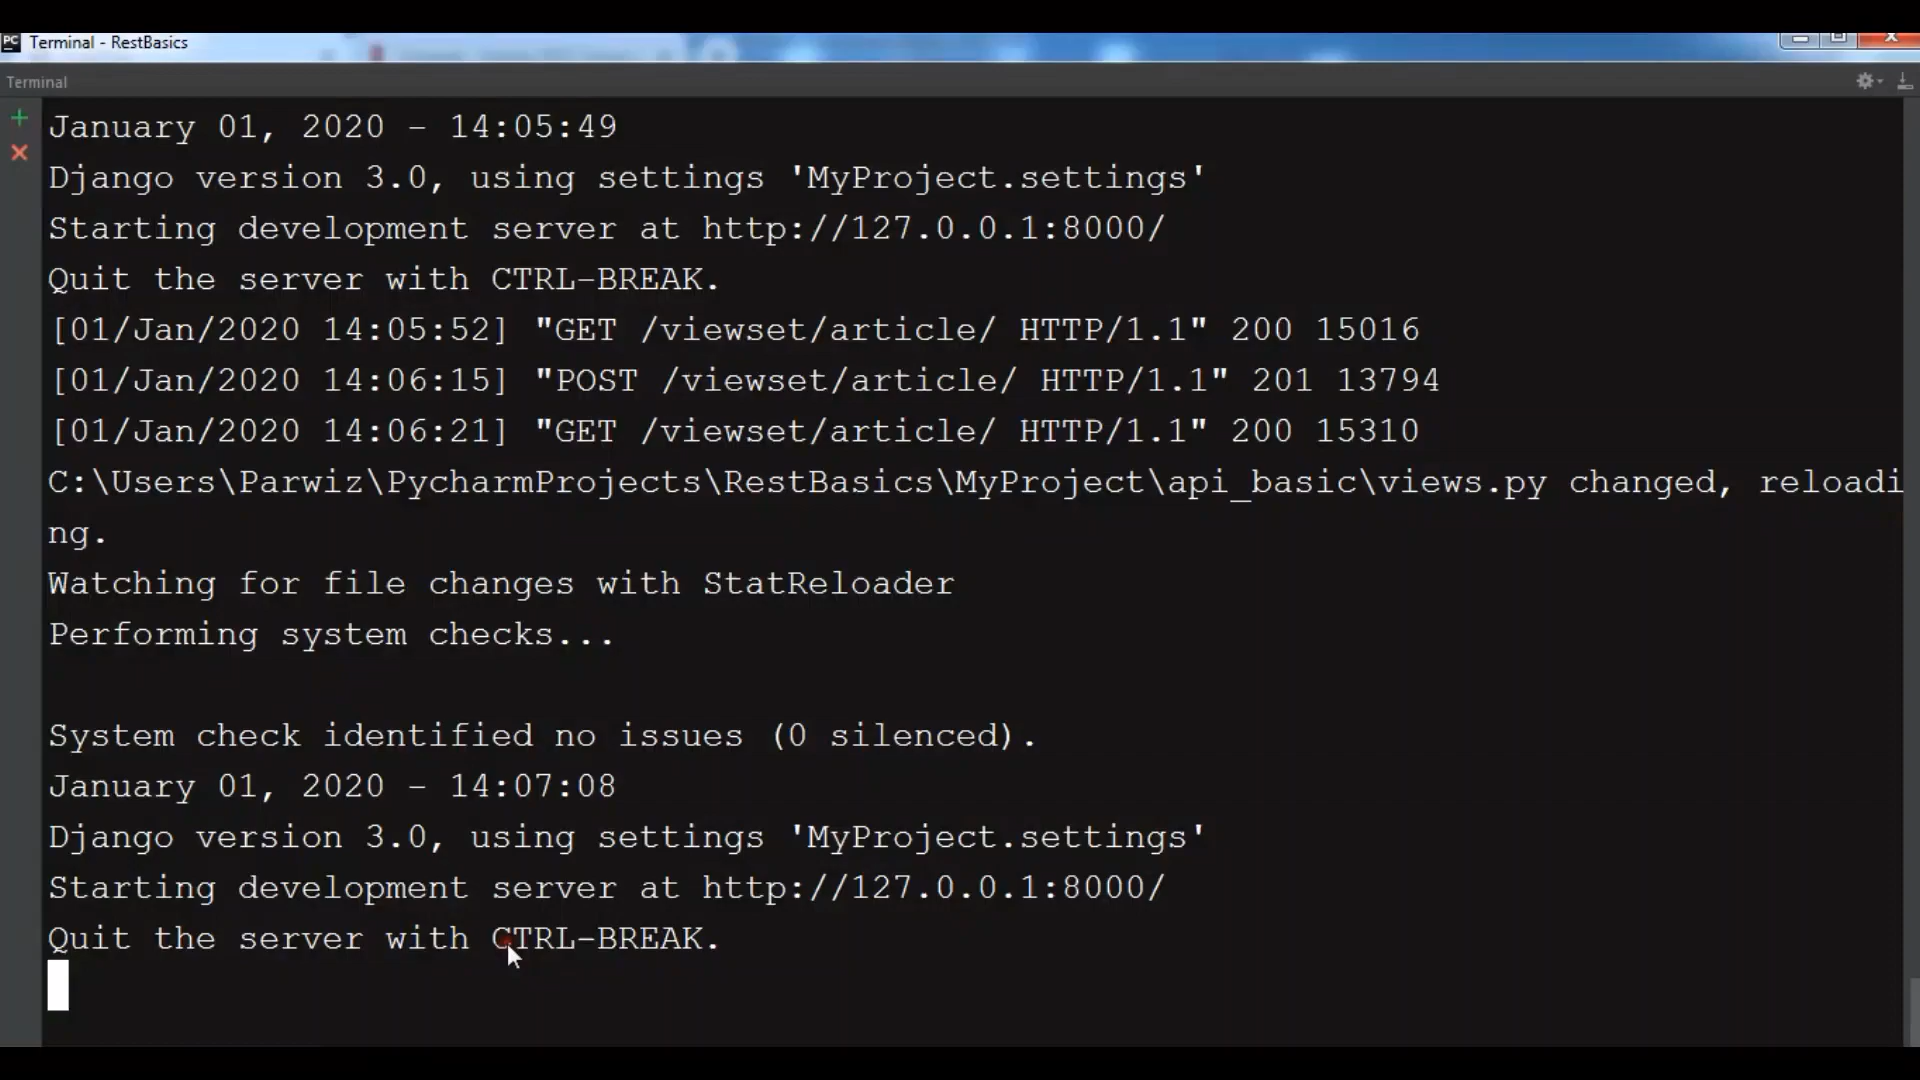 Terminal - RestBasics
Terminal
January 01, 2020 - 14:05:49
Django version 3.0, using settings 'MyProject.settings'
Starting development server at http://127.0.0.1:8000/
Quit the server with CTRL-BREAK.
[01/Jan/2020 14:05:52] "GET /viewset/article/ HTTP/1.1" 200 15016
[01/Jan/2020 14:06:15] "POST /viewset/article/ HTTP/1.1" 201 13794
[01/Jan/2020 14:06:21] "GET /viewset/article/ HTTP/1.1" 200 15310
C:\Users\Parwiz\PycharmProjects\RestBasics\MyProject\api_basic\views.py changed, reloadi
ng.
Watching for file changes with StatReloader
Performing system checks...
System check identified no issues (0 silenced).
January 01, 2020 - 14:07:08
Django version 3.0, using settings 'MyProject.settings'
Starting development server at http://127.0.0.1:8000/
Quit the server with CTRL-BREAK.